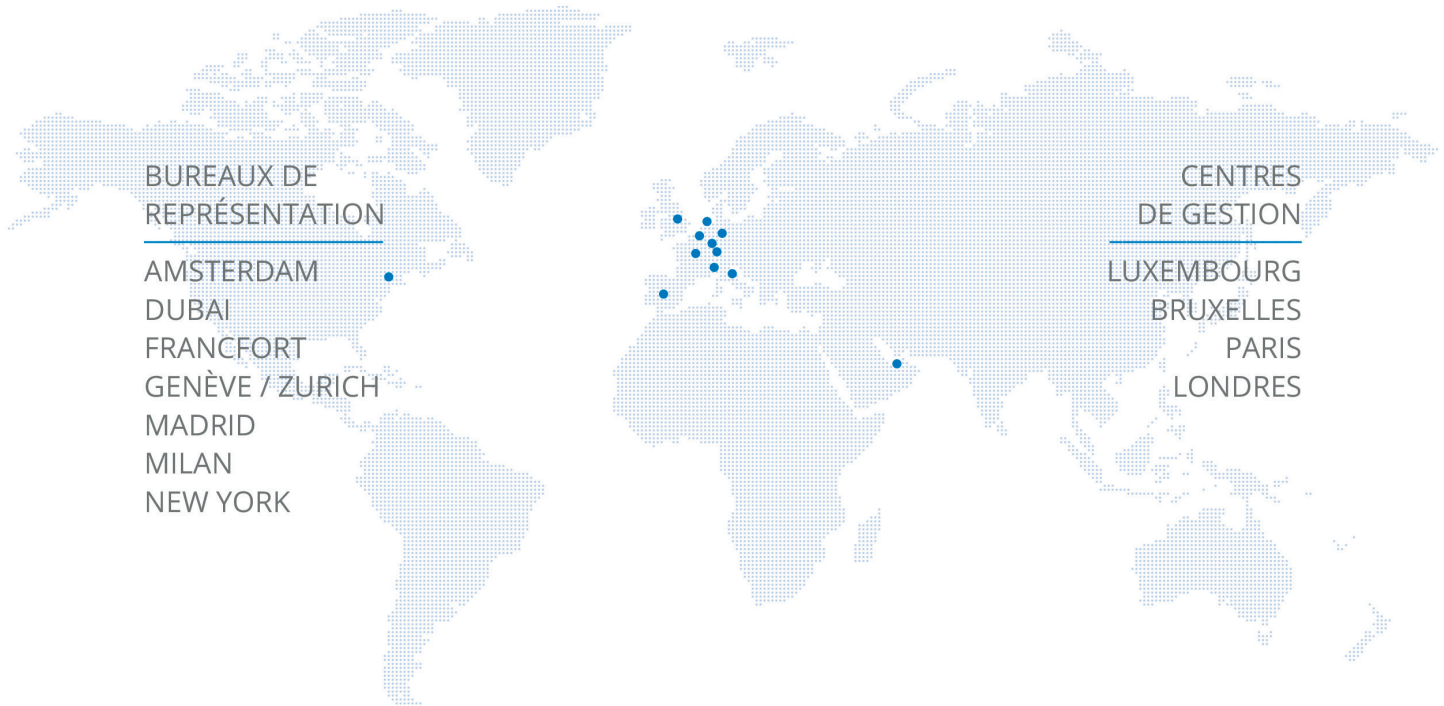 BUREAUX DE
REPRÉSENTATION
AMSTERDAM
DUBAI
FRANCFORT
GENÈVE / ZURICH
MADRID
MILAN
NEW YORK
CENTRES
DE GESTION
LUXEMBOURG
BRUXELLES
PARIS
LONDRES